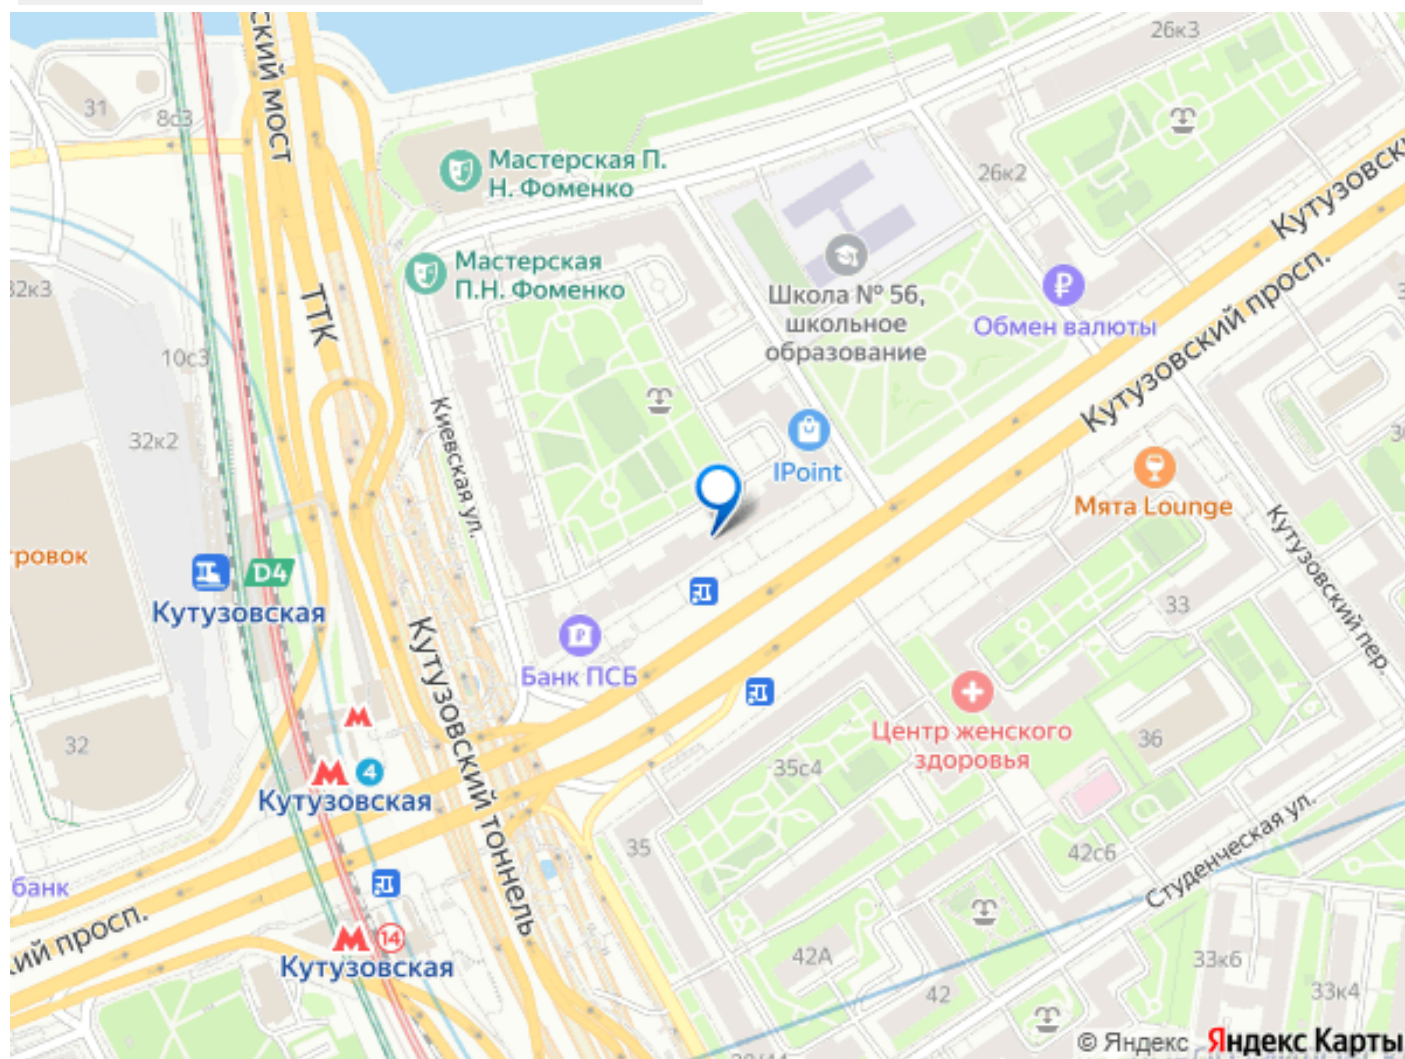 26к3
31
8с3
ский мост
Мастерская П.
Н. Фоменко
26к2
Кутузовск
Мастерская
П.Н. Фоменко
32к3
ТТК
Школа № 56,
школьное
образование
Обмен валюты
Кутузовский просп.
10с3
32к2
Киевская ул.
IPoint
Мята Lounge
тровок
D4
Кутузовская
Кутузовский пер.
33
Банк ПСБ
Кутузовский тоннель
Центр женского
здоровья
32
36
35с4
4
Кутузовская
35
42с6
Студенческая ул.
банк
кий просп.
14
Кутузовская
42А
42
33к6
33к4
© Яндекс Яндекс Карты